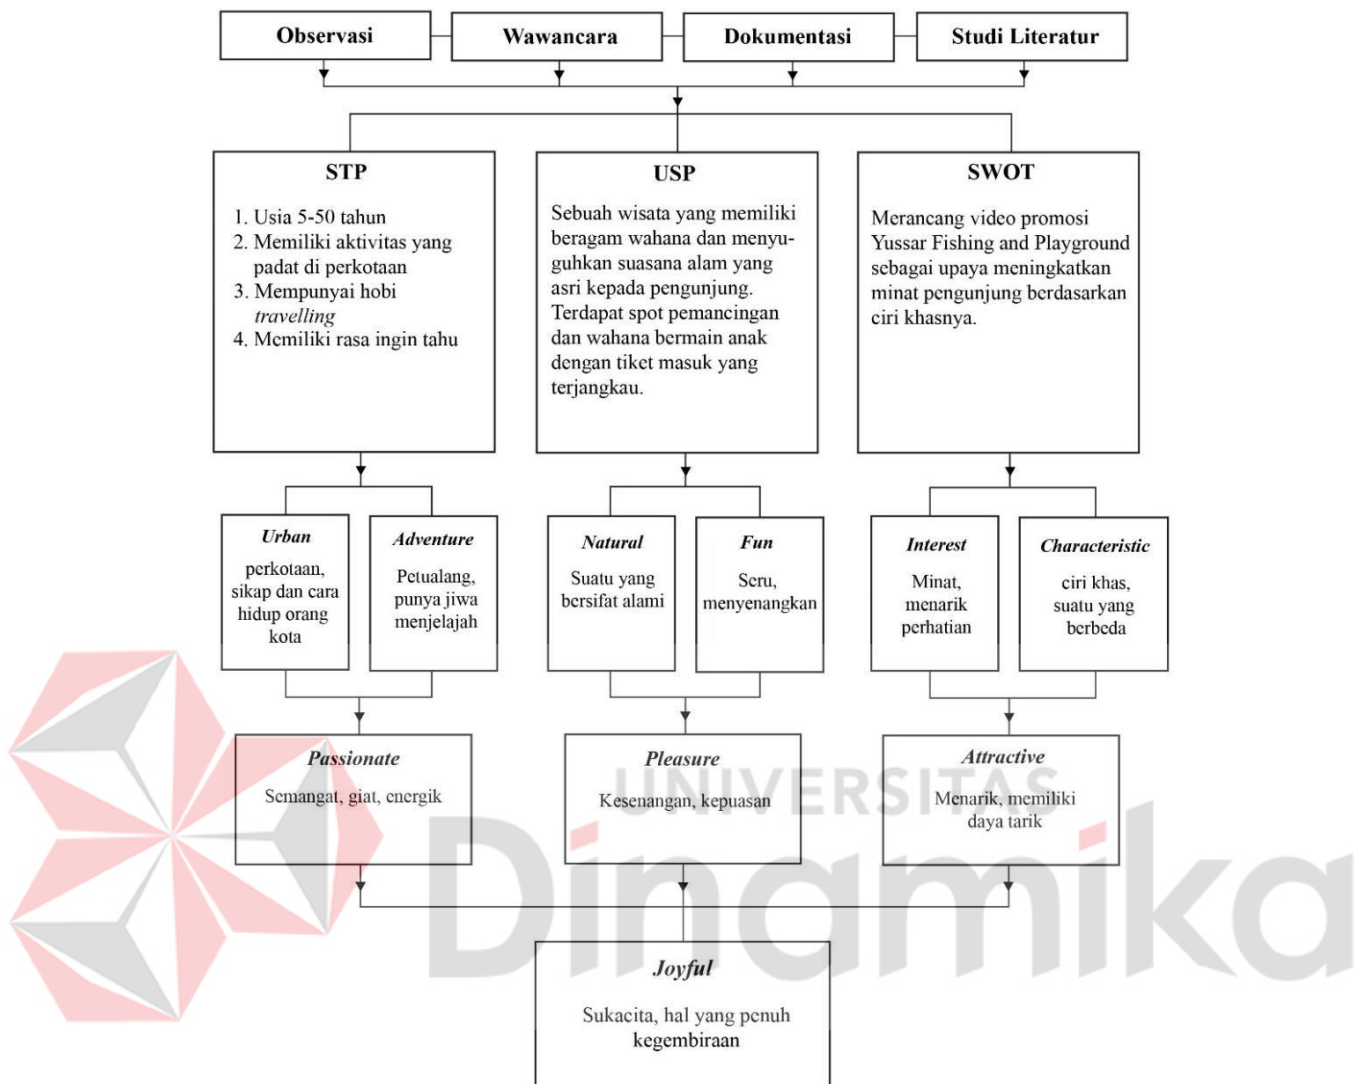 Observasi
Wawancara
Dokumentasi
Studi Literatur
STP
1. Usia 5-50 tahun
2. Memiliki aktivitas yang
padat di perkotaan
3. Mempunyai hobi
travelling
4. Memiliki rasa ingin tahu
USP
Sebuah wisata yang memiliki
beragam wahana dan menyu-
guhkan suasana alam yang
asri kepada pengunjung.
Terdapat spot pemancingan
dan wahana bermain anak
dengan tiket masuk yang
terjangkau.
SWOT
Merancang video promosi
Yussar Fishing and Playground
sebagai upaya meningkatkan
minat pengunjung berdasarkan
ciri khasnya.
Urban
perkotaan,
sikap dan cara
hidup orang
kota
Adventure
Petualang,
punya jiwa
menjelajah
Natural
Suatu yang
bersifat alami
Fun
Seru,
menyenangkan
Interest
Minat,
menarik
perhatian
Characteristic
ciri khas,
suatu yang
berbeda
Passionate
Semangat, giat, energik
Pleasure
Kesenangan, kepuasan
Attractive
Menarik, memiliki
daya tarik
UNIVERSITAS
Dinamika
Joyful
Sukacita, hal yang penuh
kegembiraan